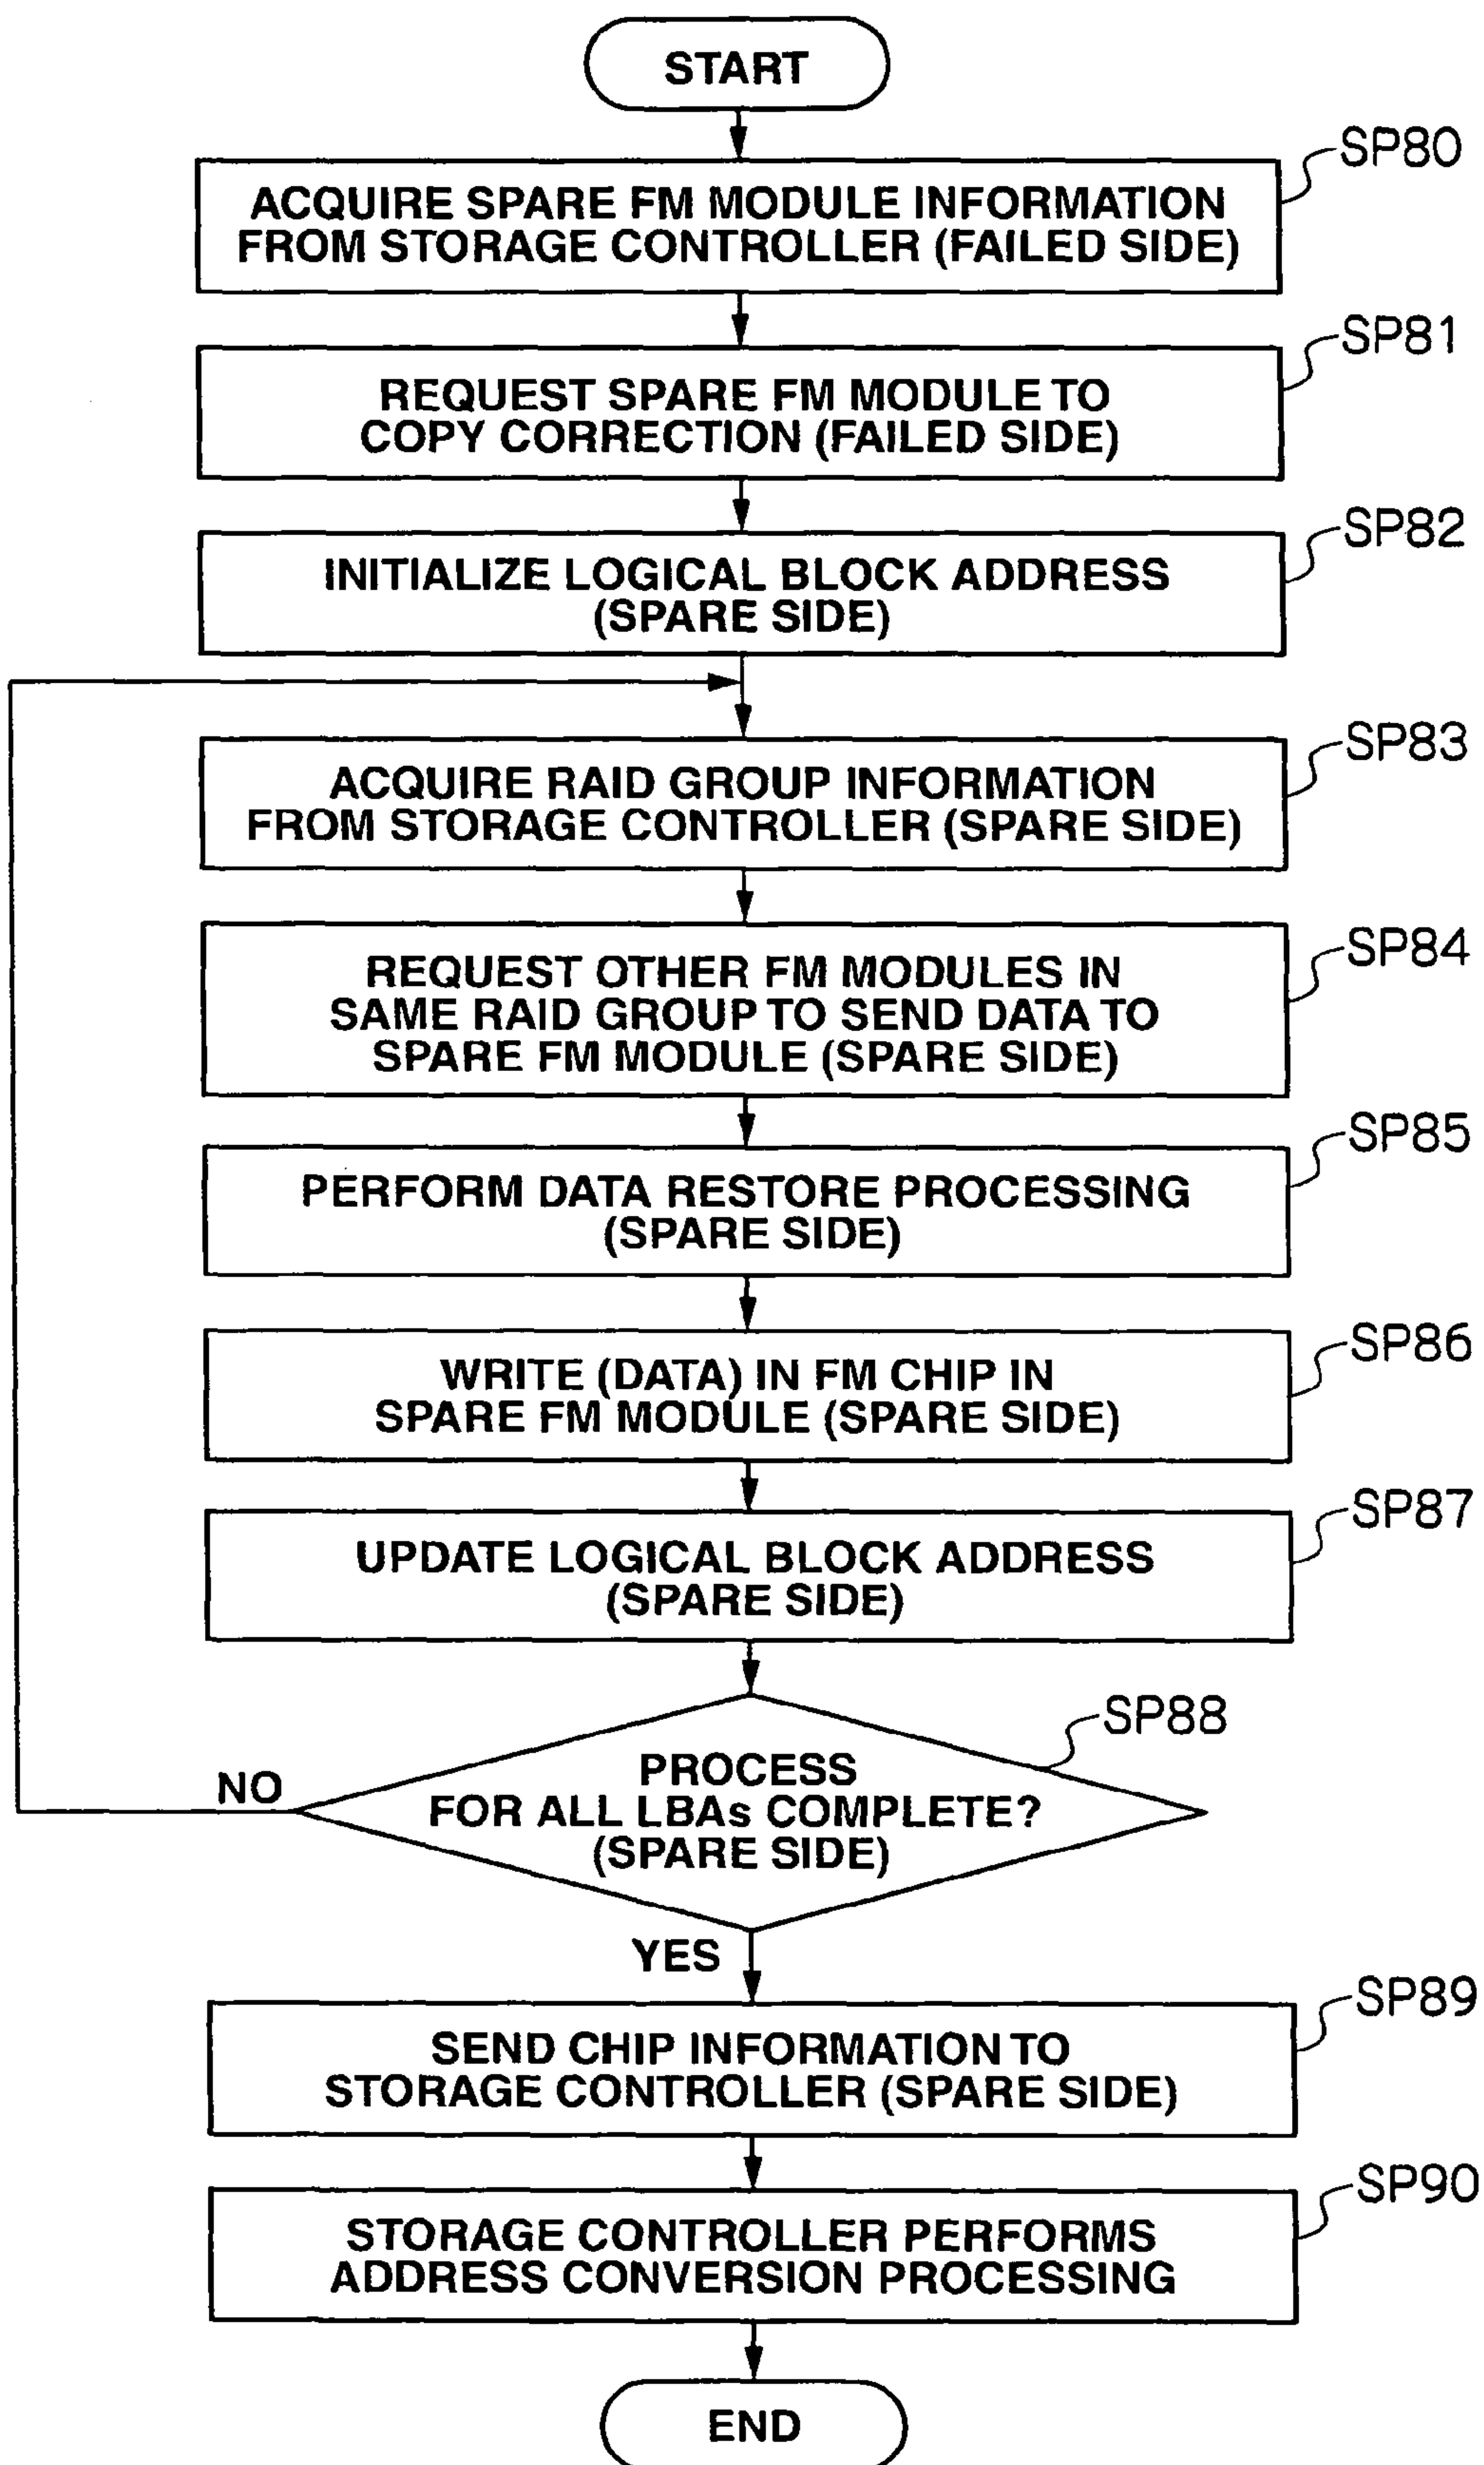 START
SP80
ACQUIRE SPARE FM MODULE INFORMATION
FROM STORAGE CONTROLLER (FAILED SIDE)
SP81
REQUEST SPARE FM MODULE TO
COPY CORRECTION (FAILED SIDE)
SP82
INITIALIZE LOGICAL BLOCK ADDRESS
(SPARE SIDE)
SP83
ACQUIRE RAID GROUP INFORMATION
FROM STORAGE CONTROLLER (SPARE SIDE)
SP84
REQUEST OTHER FM MODULES IN
SAME RAID GROUP TO SEND DATA TO
SPARE FM MODULE (SPARE SIDE)
SP85
PERFORM DATA RESTORE PROCESSING
(SPARE SIDE)
SP86
WRITE (DATA) IN FM CHIP IN
SPARE FM MODULE (SPARE SIDE)
SP87
UPDATE LOGICAL BLOCK ADDRESS
(SPARE SIDE)
SP88
PROCESS
FOR ALL LBAs COMPLETE?
(SPARE SIDE)
NO
YES
SP89
SEND CHIP INFORMATION TO
STORAGE CONTROLLER (SPARE SIDE)
SP90
STORAGE CONTROLLER PERFORMS
ADDRESS CONVERSION PROCESSING
END